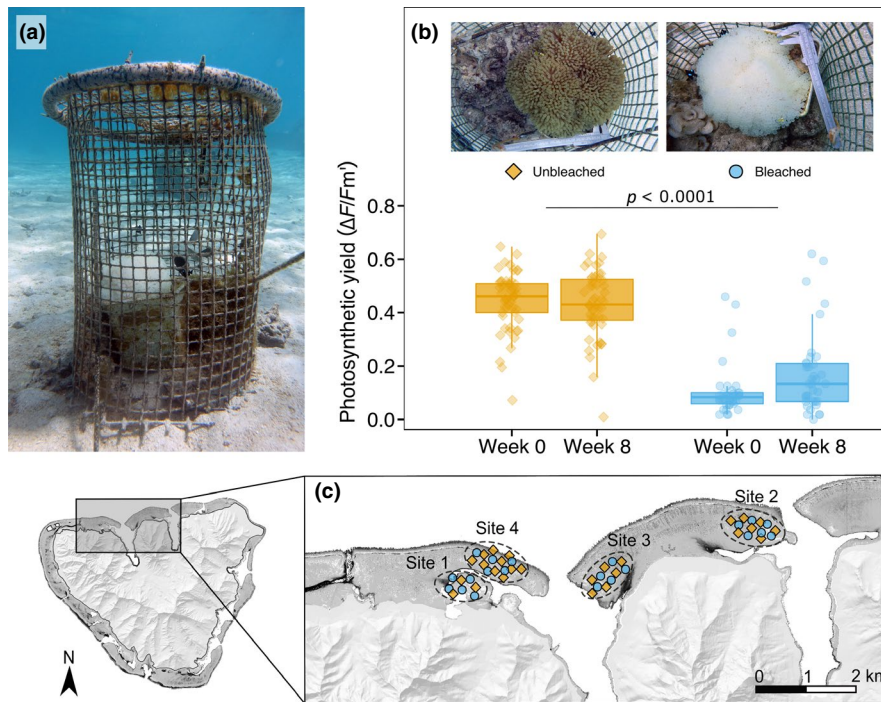 (a)
(b)
Unbleached
Bleached
p < 0.0001
Photosynthetic yield (ΔF/Fm')
0.8
0.6
0.4
0.2
0.0
Week 0
Week 8
Week 0
Week 8
(c)
Site 1
Site 4
Site 3
Site 2
N
0 1 2 km